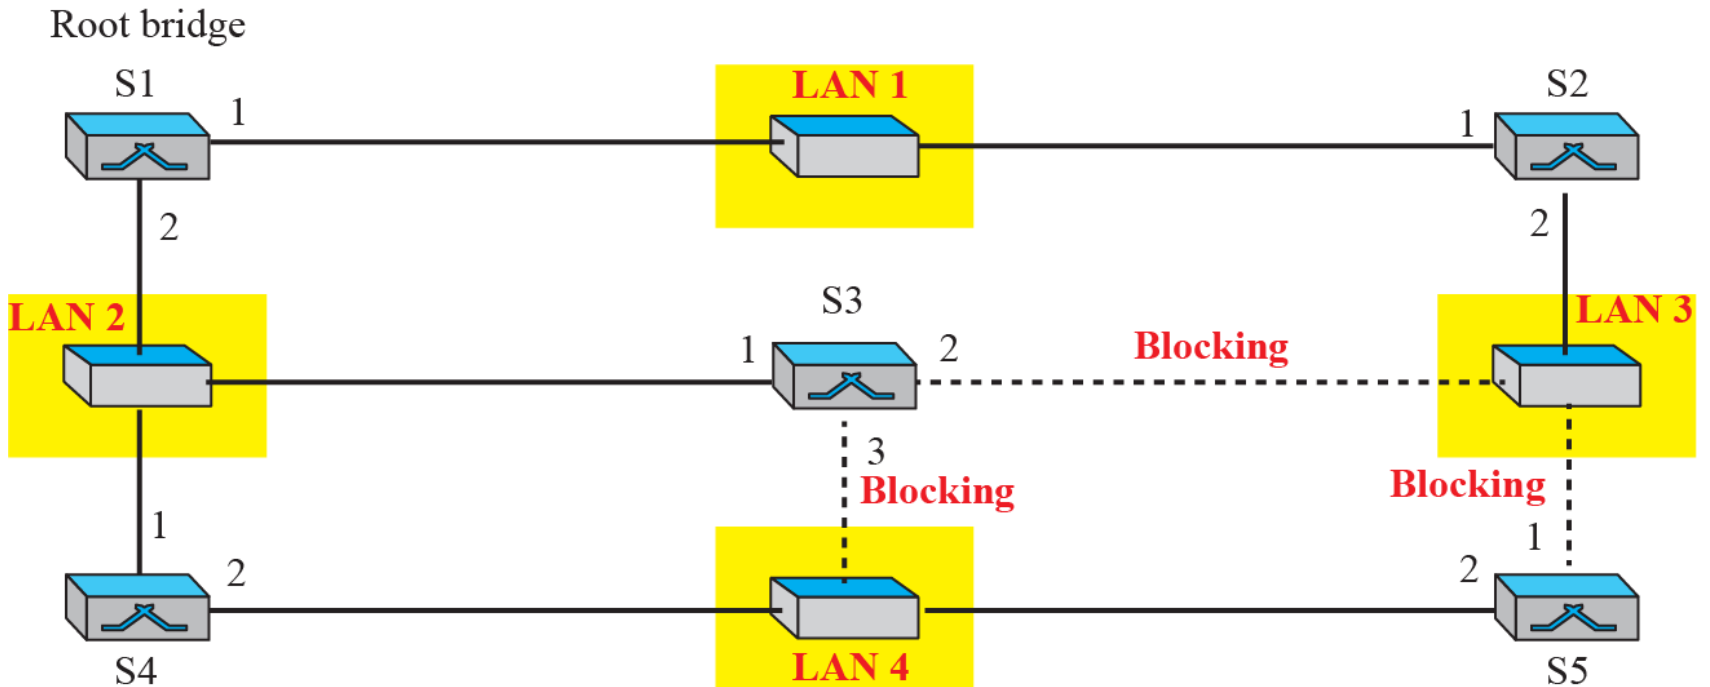 Root bridge
S1
LAN 1
S2
1
1
2
2
LAN 2
S3
LAN 3
1
2
Blocking
3
Blocking
Blocking
1
1
2
2
S4
LAN 4
S5